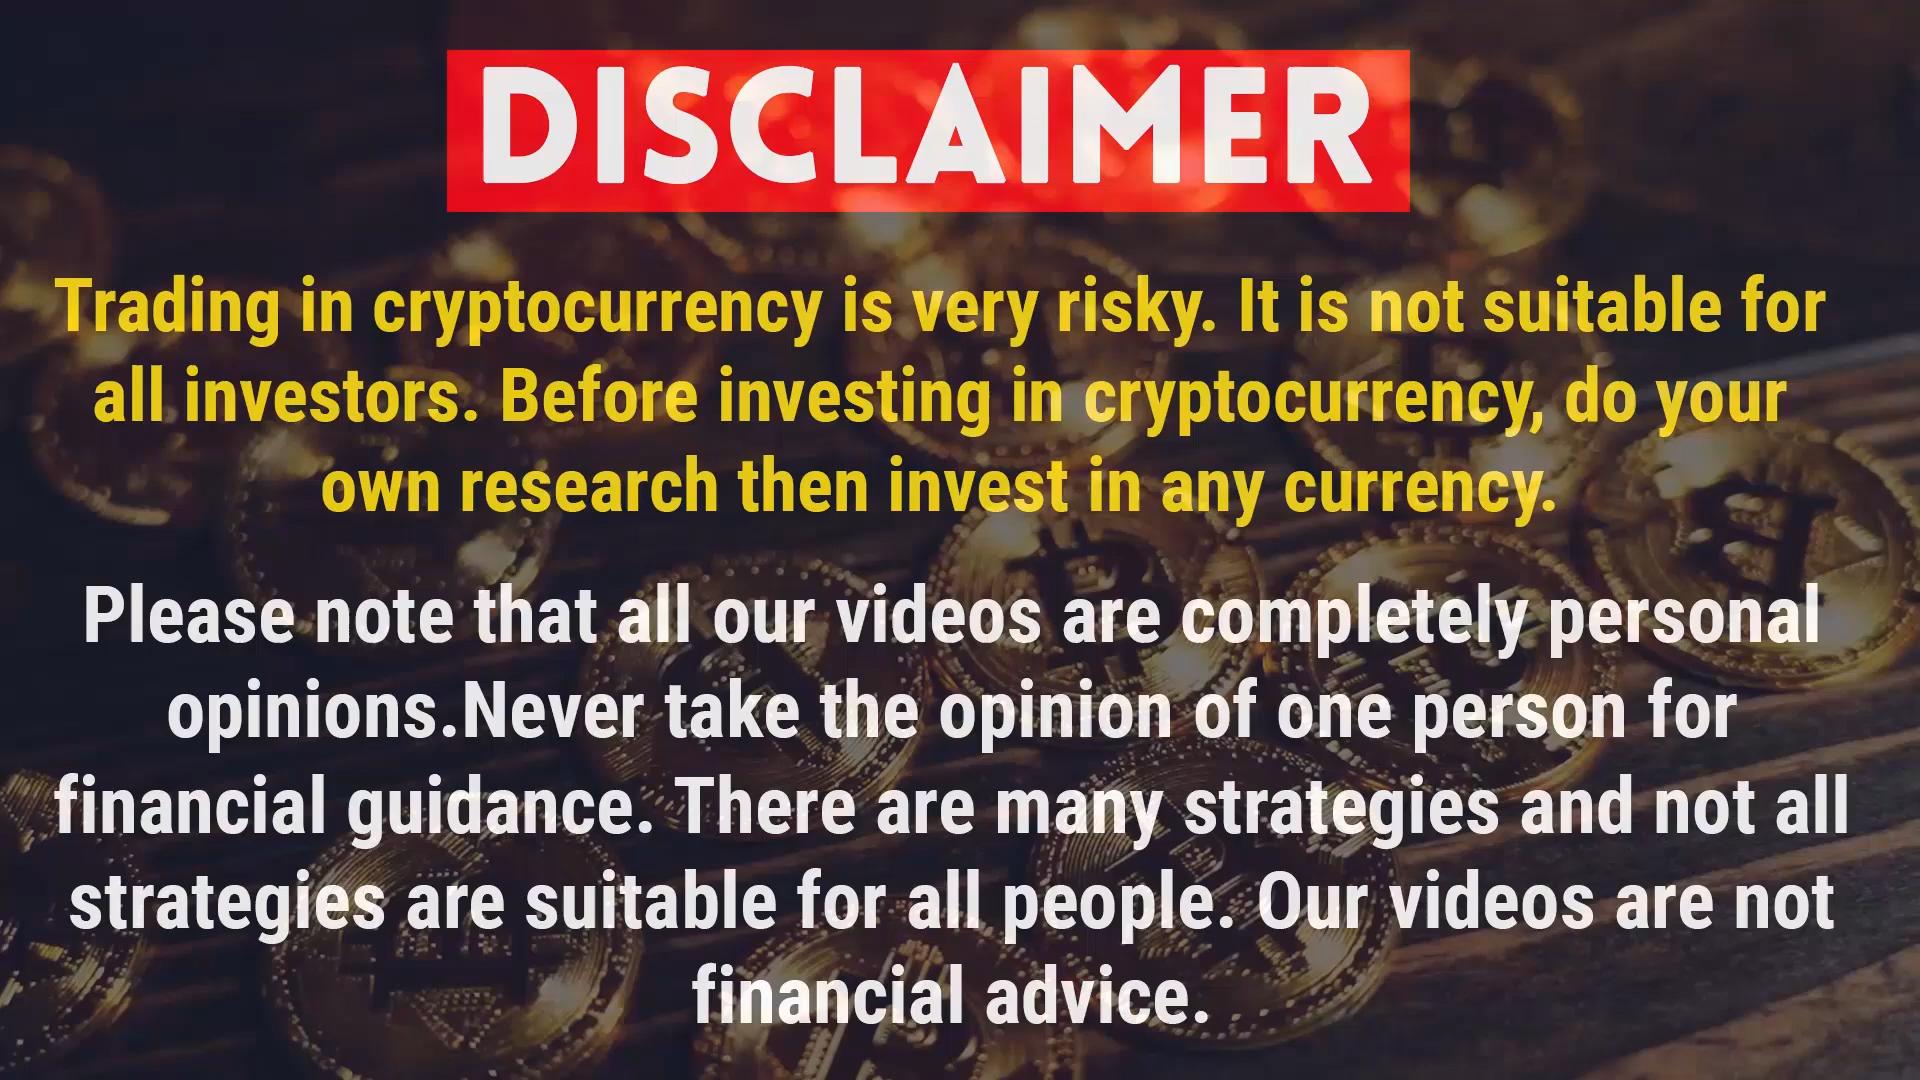 DISCLAIMER
Trading in cryptocurrency is very risky. It is not suitable for
all investors. Before investing in cryptocurrency, do your
own research then invest in any currency.
Please note that all our videos are completely personal
opinions.Never take the opinion of one person for
financial guidance. There are many strategies and not all
strategies are suitable for all people. Our videos are not
financial advice.